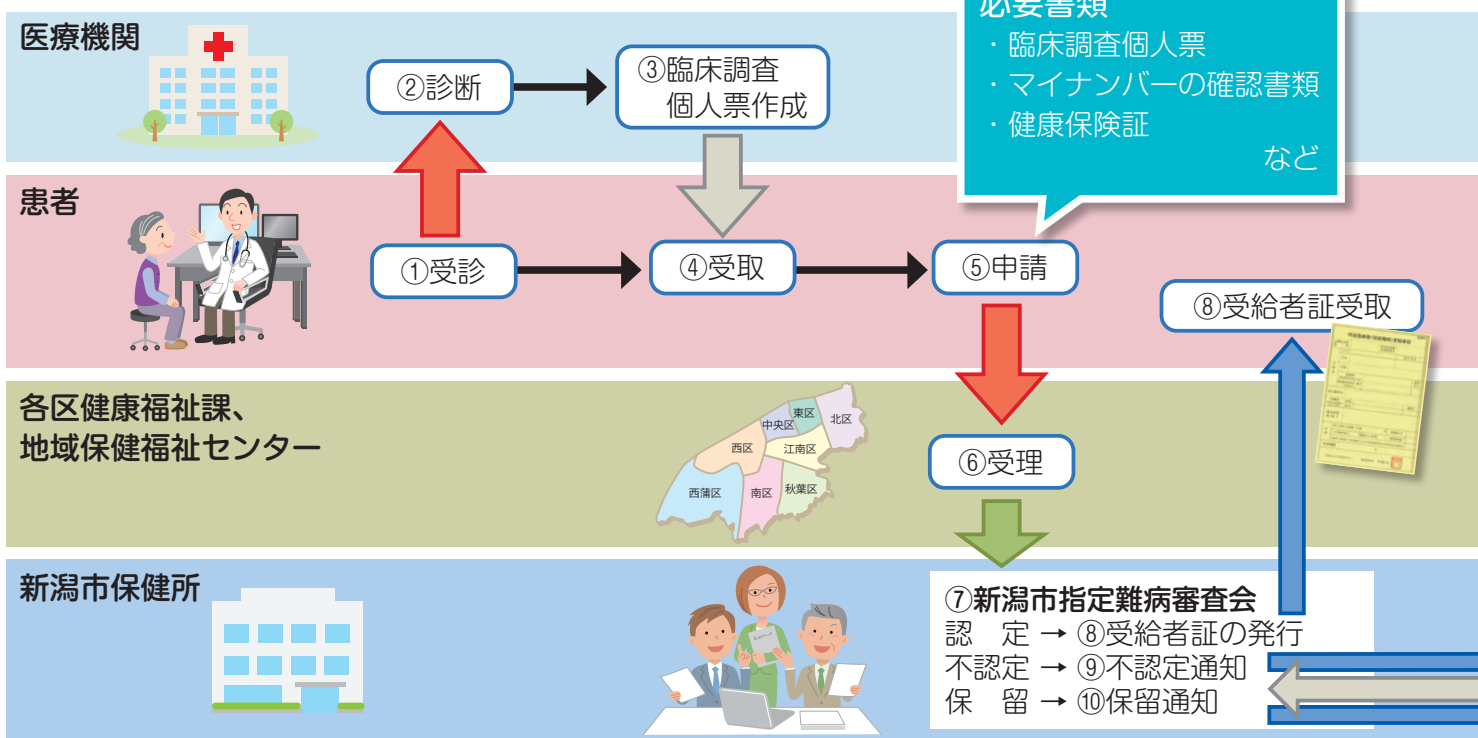 必要書類
・臨床調査個人票
・マイナンバーの確認書類
・健康保険証
など
医療機関
②診断
③臨床調査
個人票作成
患者
①受診
④受取
⑤申請
⑧受給者証受取
各区健康福祉課、
地域保健福祉センター
北区
東区
中央区
江南区
西区
秋葉区
南区
西蒲区
⑥受理
新潟市保健所
⑦新潟市指定難病審査会
認　定 → ⑧受給者証の発行
不認定 → ⑨不認定通知
保　留 → ⑩保留通知